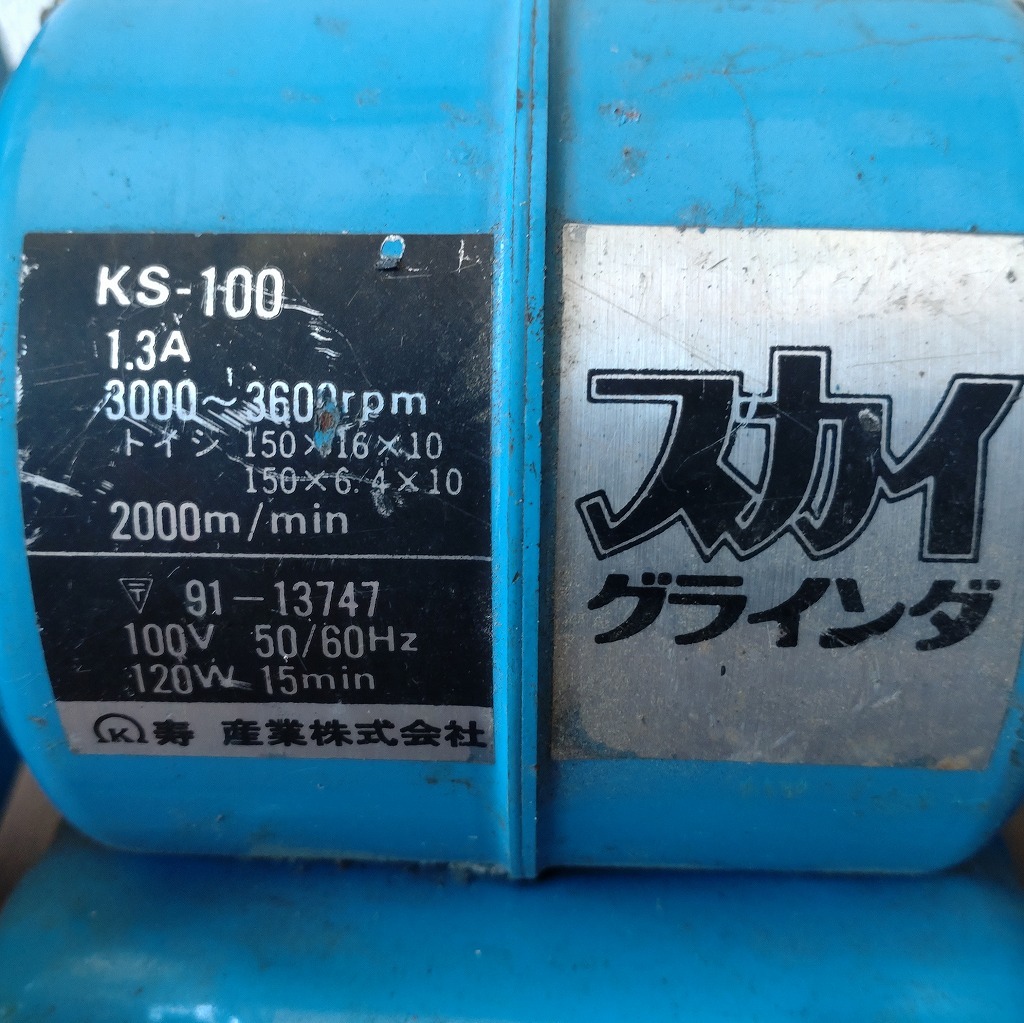 KS-100
1.3A
3000～3600rpm
トイシ 150×16×10
150×6.4×10
2000m/min
〒 91-13747
100V 50/60Hz
120W 15min
K 寿 産業株式会社
スカイ
グラインダ